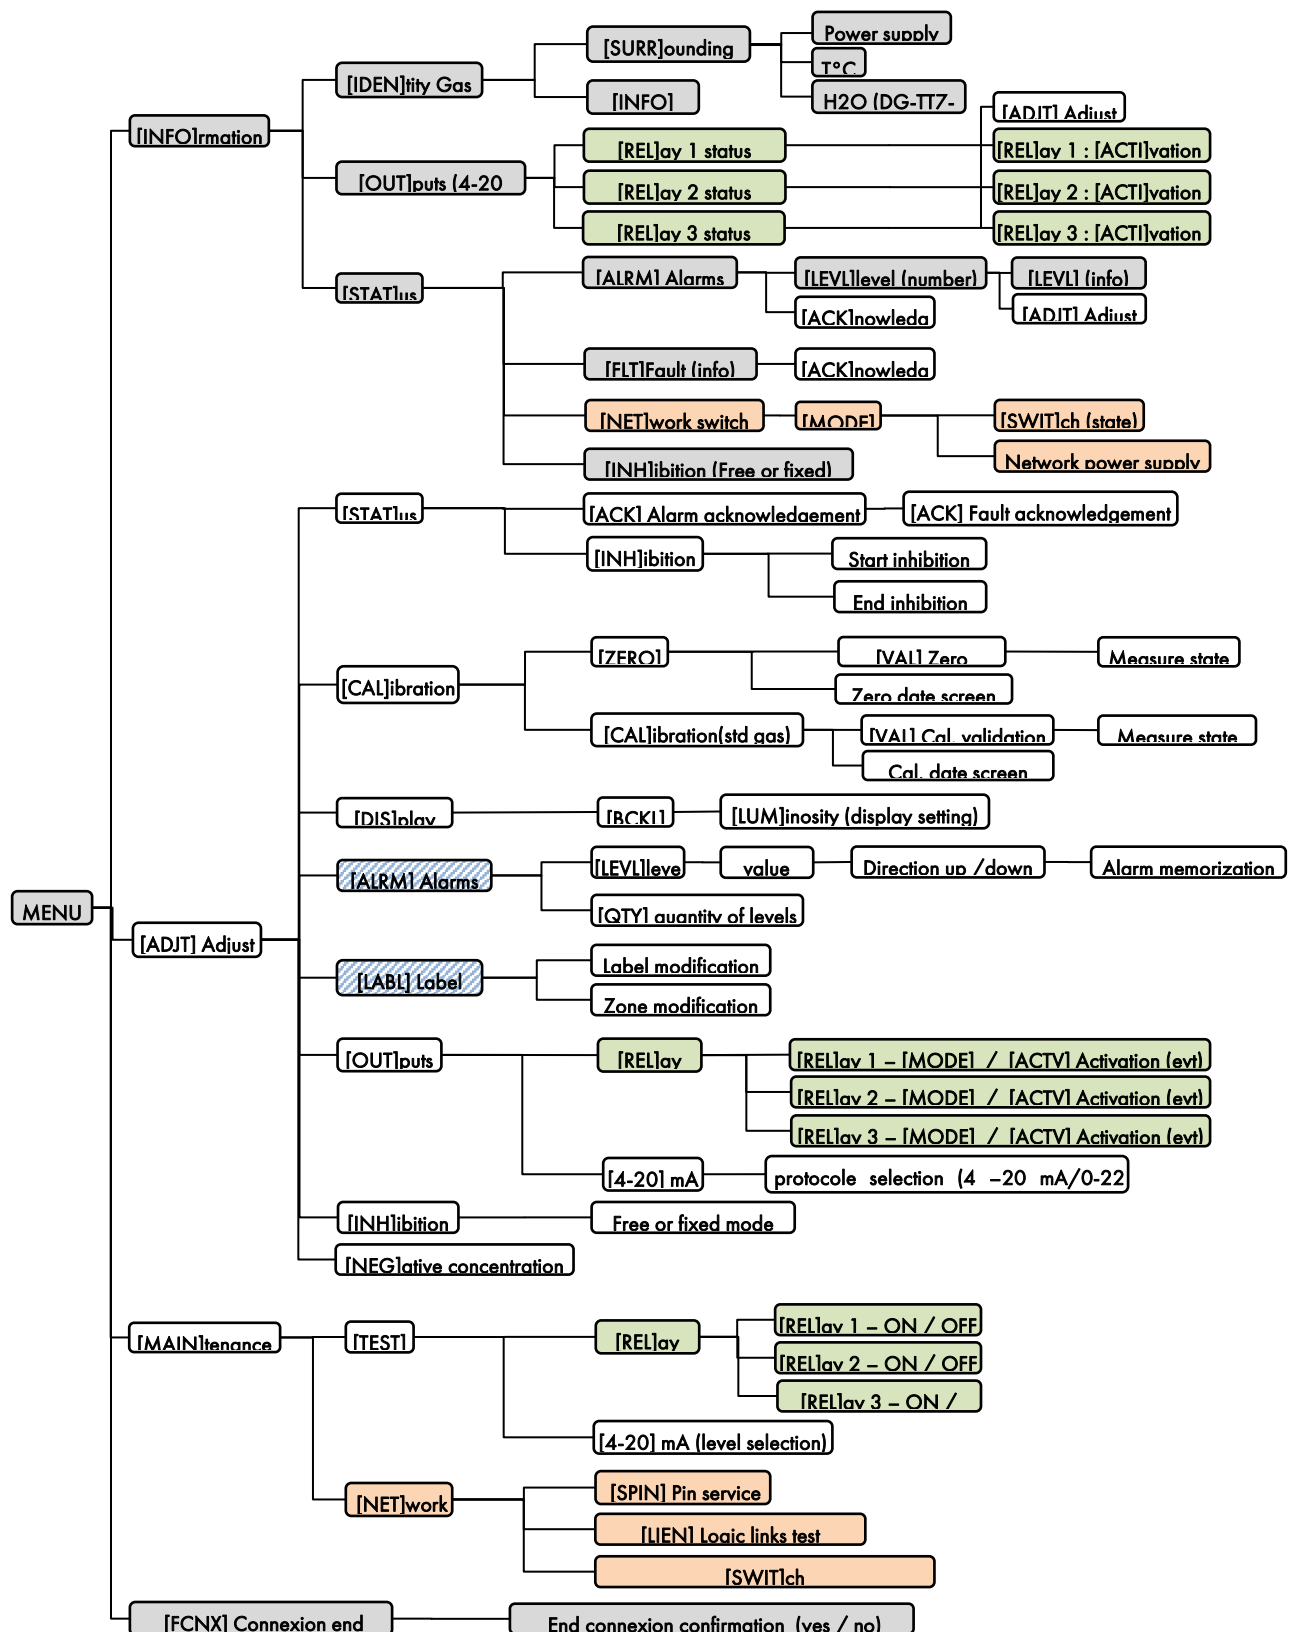 Power supply
[SURR]ounding
T°C
[IDEN]tity Gas
[INFO]
H2O (DG-TT7-
[ADJT] Adjust
[INFO]rmation
[REL]ay 1 status
[REL]ay 1 : [ACTI]vation
[OUT]puts (4-20
[REL]ay 2 status
[REL]ay 2 : [ACTI]vation
[REL]ay 3 status
[REL]ay 3 : [ACTI]vation
[STAT]us
[ALRM] Alarms
[LEVL]level (number)
[LEVL] (info)
[ACK]nowledg
[ADJT] Adjust
[FLT]Fault (info)
[ACK]nowledg
[NET]work switch
[MODE]
[SWIT]ch (state)
[INH]ibition (Free or fixed)
Network power supply
[STAT]us
[ACK] Alarm acknowledgement
[ACK] Fault acknowledgement
[INH]ibition
Start inhibition
End inhibition
[ZERO]
[VAL] Zero
Measure state
[CAL]ibration
Zero date screen
[CAL]ibration(std gas)
[VAL] Cal. validation
Measure state
Cal. date screen
[DIS]play
[BCKL]
[LUM]inosity (display setting)
[ALRM] Alarms
[LEVL]leve
value
Direction up /down
Alarm memorization
[QTY] quantity of levels
MENU
[ADJT] Adjust
[LABL] Label
Label modification
Zone modification
[OUT]puts
[REL]ay
[REL]ay 1 – [MODE] / [ACTV] Activation (evt)
[REL]ay 2 – [MODE] / [ACTV] Activation (evt)
[REL]ay 3 – [MODE] / [ACTV] Activation (evt)
[4-20] mA
protocole selection (4 –20 mA/0-22
[INH]ibition
Free or fixed mode
[NEG]ative concentration
[MAIN]tenance
[TEST]
[REL]ay
[REL]ay 1 – ON / OFF
[REL]ay 2 – ON / OFF
[REL]ay 3 – ON /
[4-20] mA (level selection)
[NET]work
[SPIN] Pin service
[LIEN] Logic links test
[SWIT]ch
[FCNX] Connexion end
End connexion confirmation (yes / no)